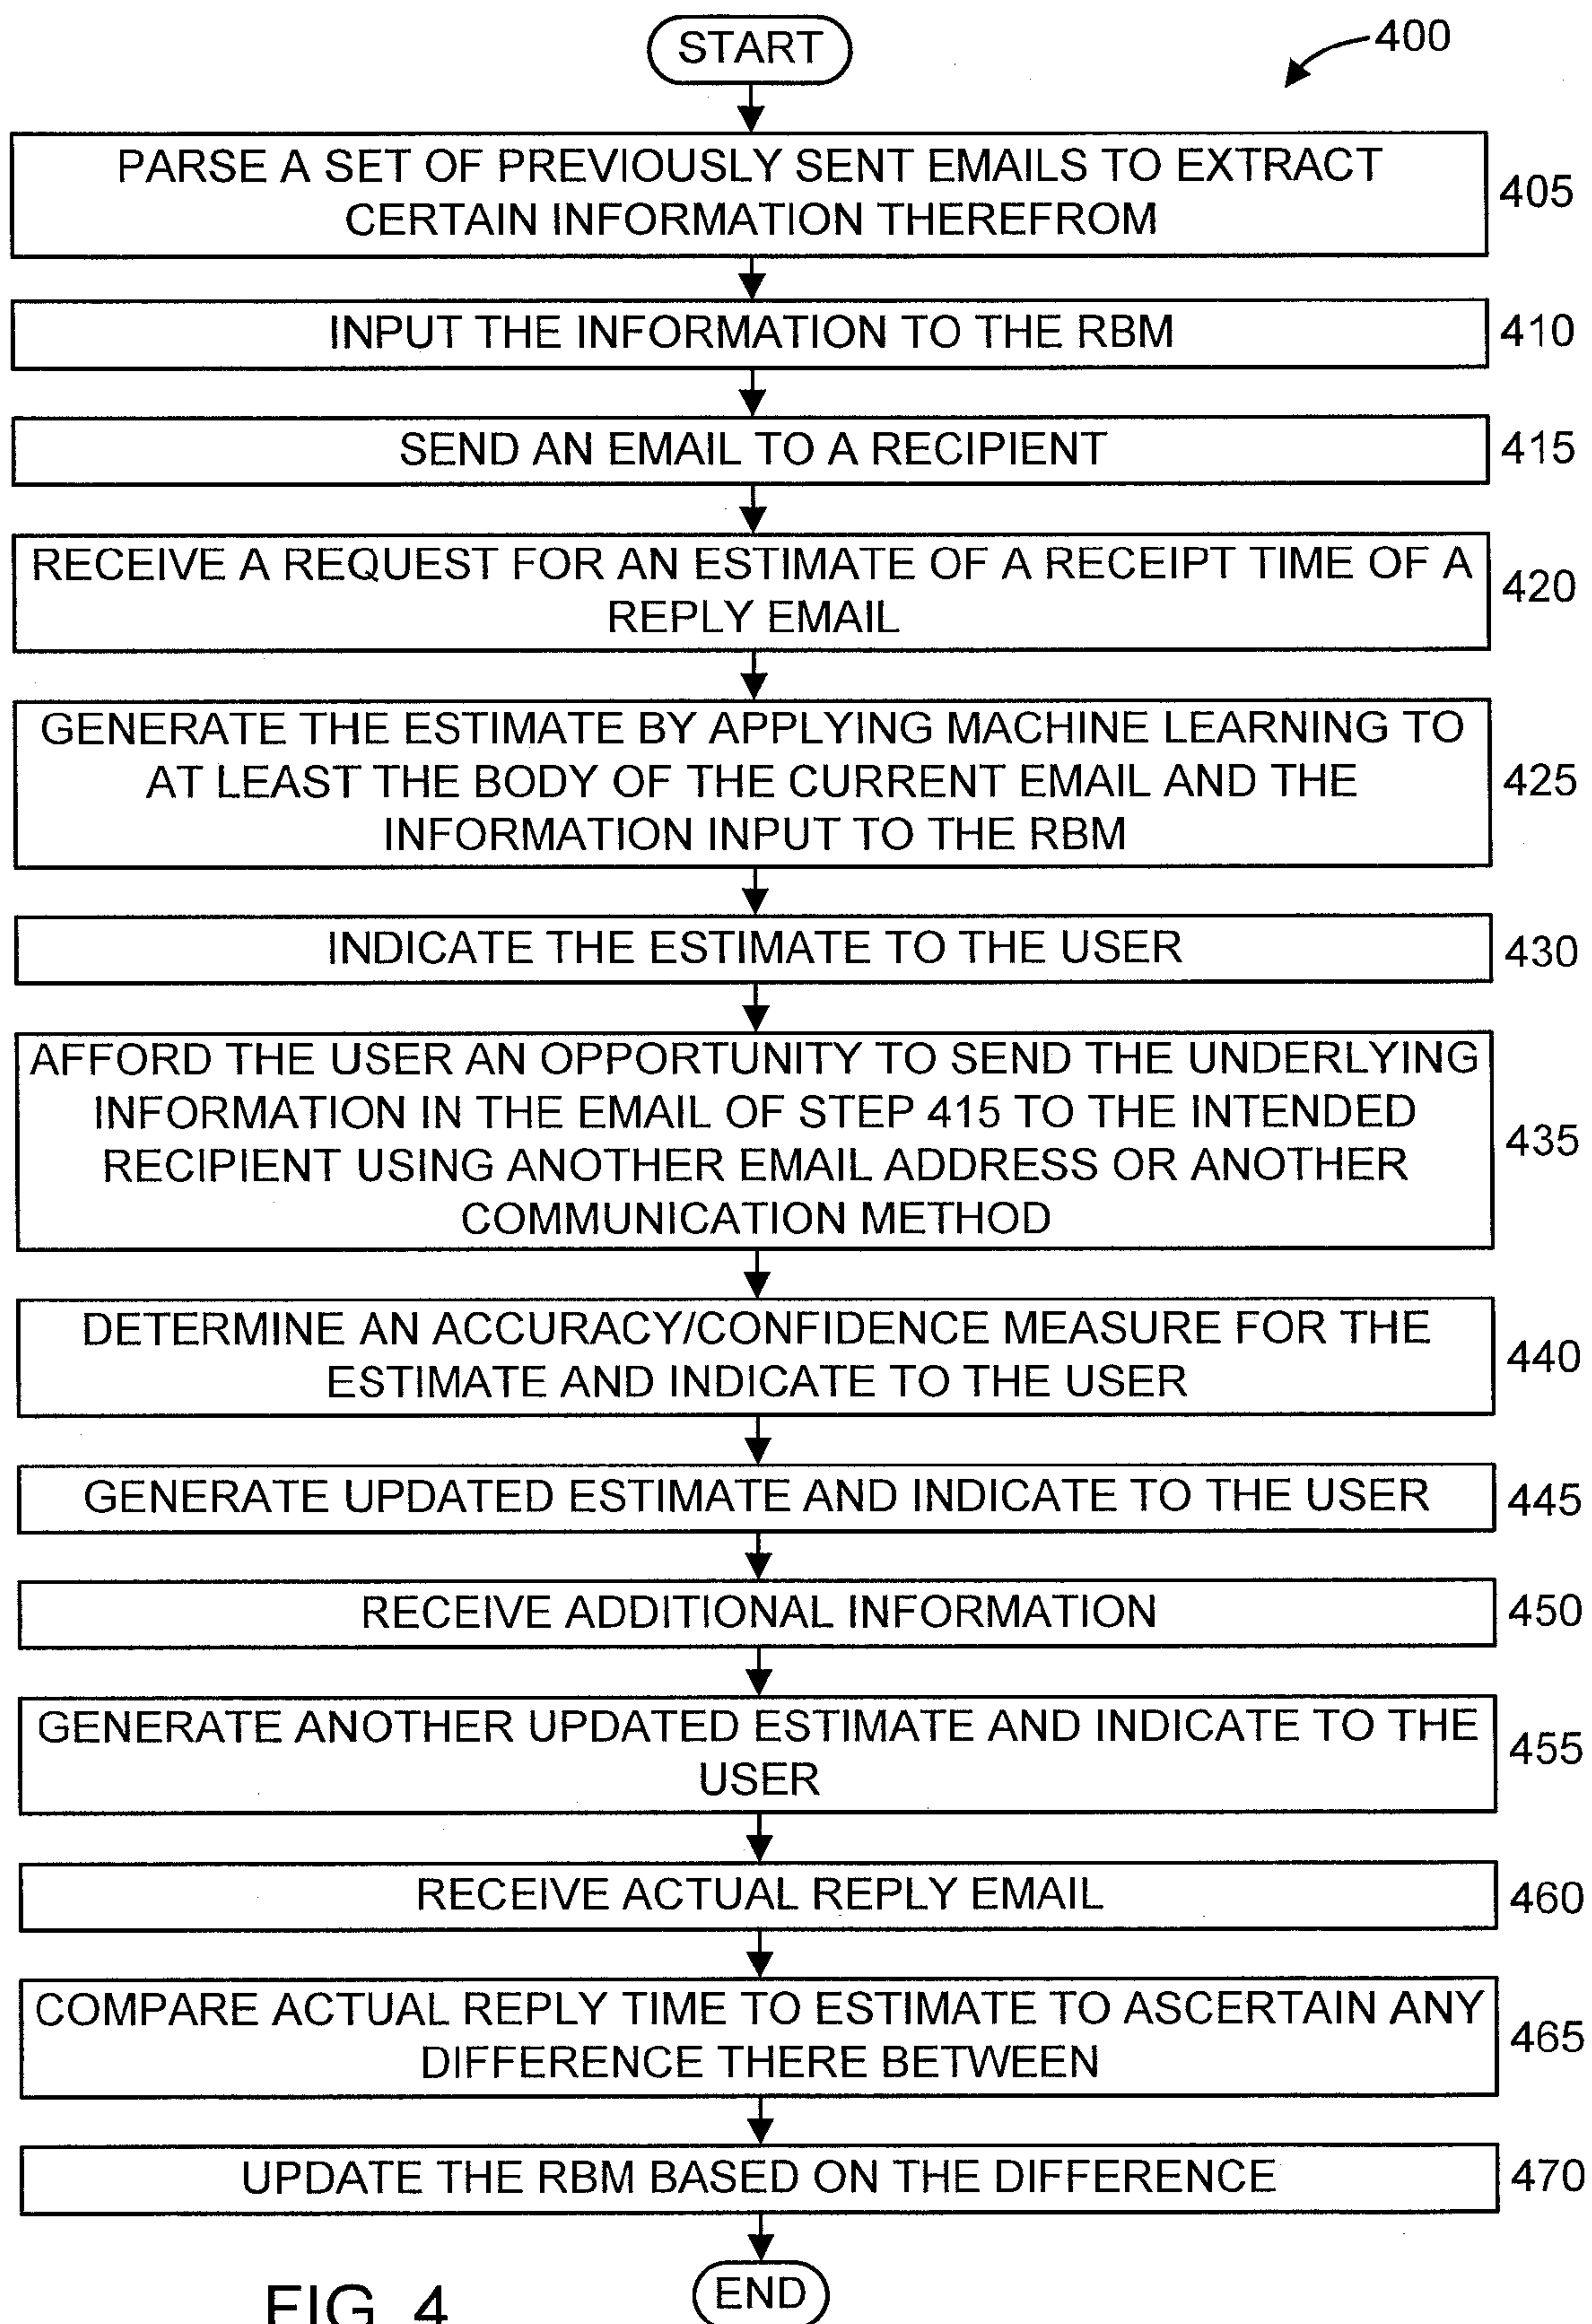 START
400
PARSE A SET OF PREVIOUSLY SENT EMAILS TO EXTRACT
CERTAIN INFORMATION THEREFROM
405
INPUT THE INFORMATION TO THE RBM
410
SEND AN EMAIL TO A RECIPIENT
415
RECEIVE A REQUEST FOR AN ESTIMATE OF A RECEIPT TIME OF A
REPLY EMAIL
420
GENERATE THE ESTIMATE BY APPLYING MACHINE LEARNING TO
AT LEAST THE BODY OF THE CURRENT EMAIL AND THE
INFORMATION INPUT TO THE RBM
425
INDICATE THE ESTIMATE TO THE USER
430
AFFORD THE USER AN OPPORTUNITY TO SEND THE UNDERLYING
INFORMATION IN THE EMAIL OF STEP 415 TO THE INTENDED
RECIPIENT USING ANOTHER EMAIL ADDRESS OR ANOTHER
COMMUNICATION METHOD
435
DETERMINE AN ACCURACY/CONFIDENCE MEASURE FOR THE
ESTIMATE AND INDICATE TO THE USER
440
GENERATE UPDATED ESTIMATE AND INDICATE TO THE USER
445
RECEIVE ADDITIONAL INFORMATION
450
GENERATE ANOTHER UPDATED ESTIMATE AND INDICATE TO THE
USER
455
RECEIVE ACTUAL REPLY EMAIL
460
COMPARE ACTUAL REPLY TIME TO ESTIMATE TO ASCERTAIN ANY
DIFFERENCE THERE BETWEEN
465
UPDATE THE RBM BASED ON THE DIFFERENCE
470
END
FIG. 4